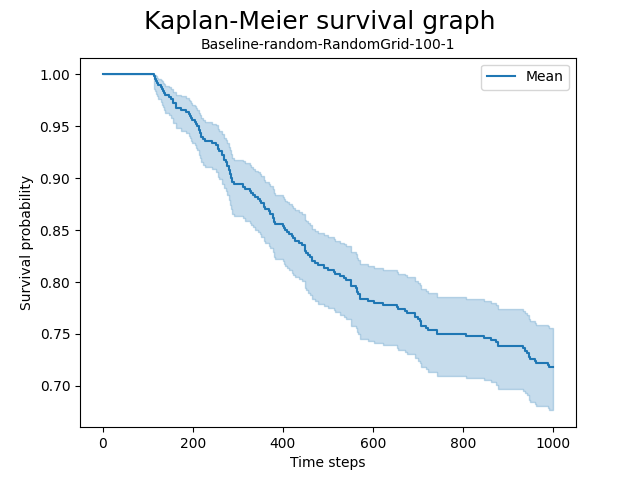 Kaplan-Meier survival graph
Baseline-random-RandomGrid-100-1
Mean
Survival probability
1.00
0.95
0.90
0.85
0.80
0.75
0.70
0 200 400 600 800 1000
Time steps